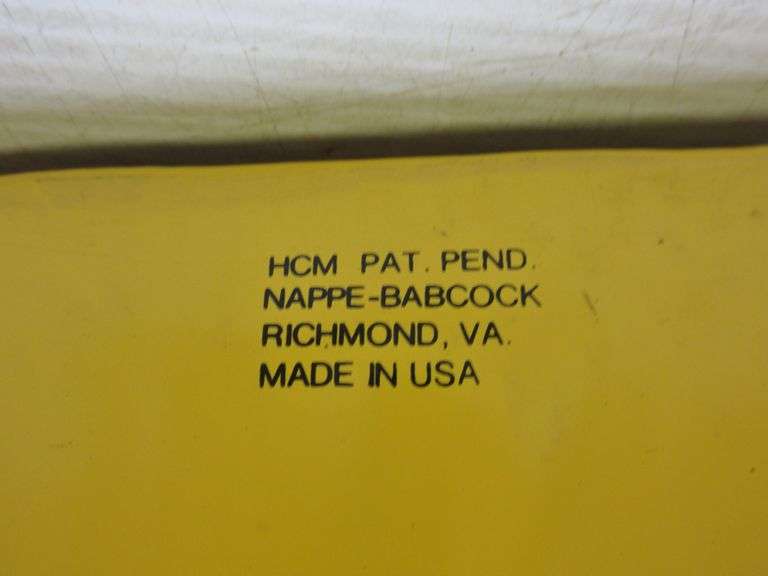 HCM PAT. PEND.
NAPPE-BABCOCK
RICHMOND, VA.
MADE IN USA